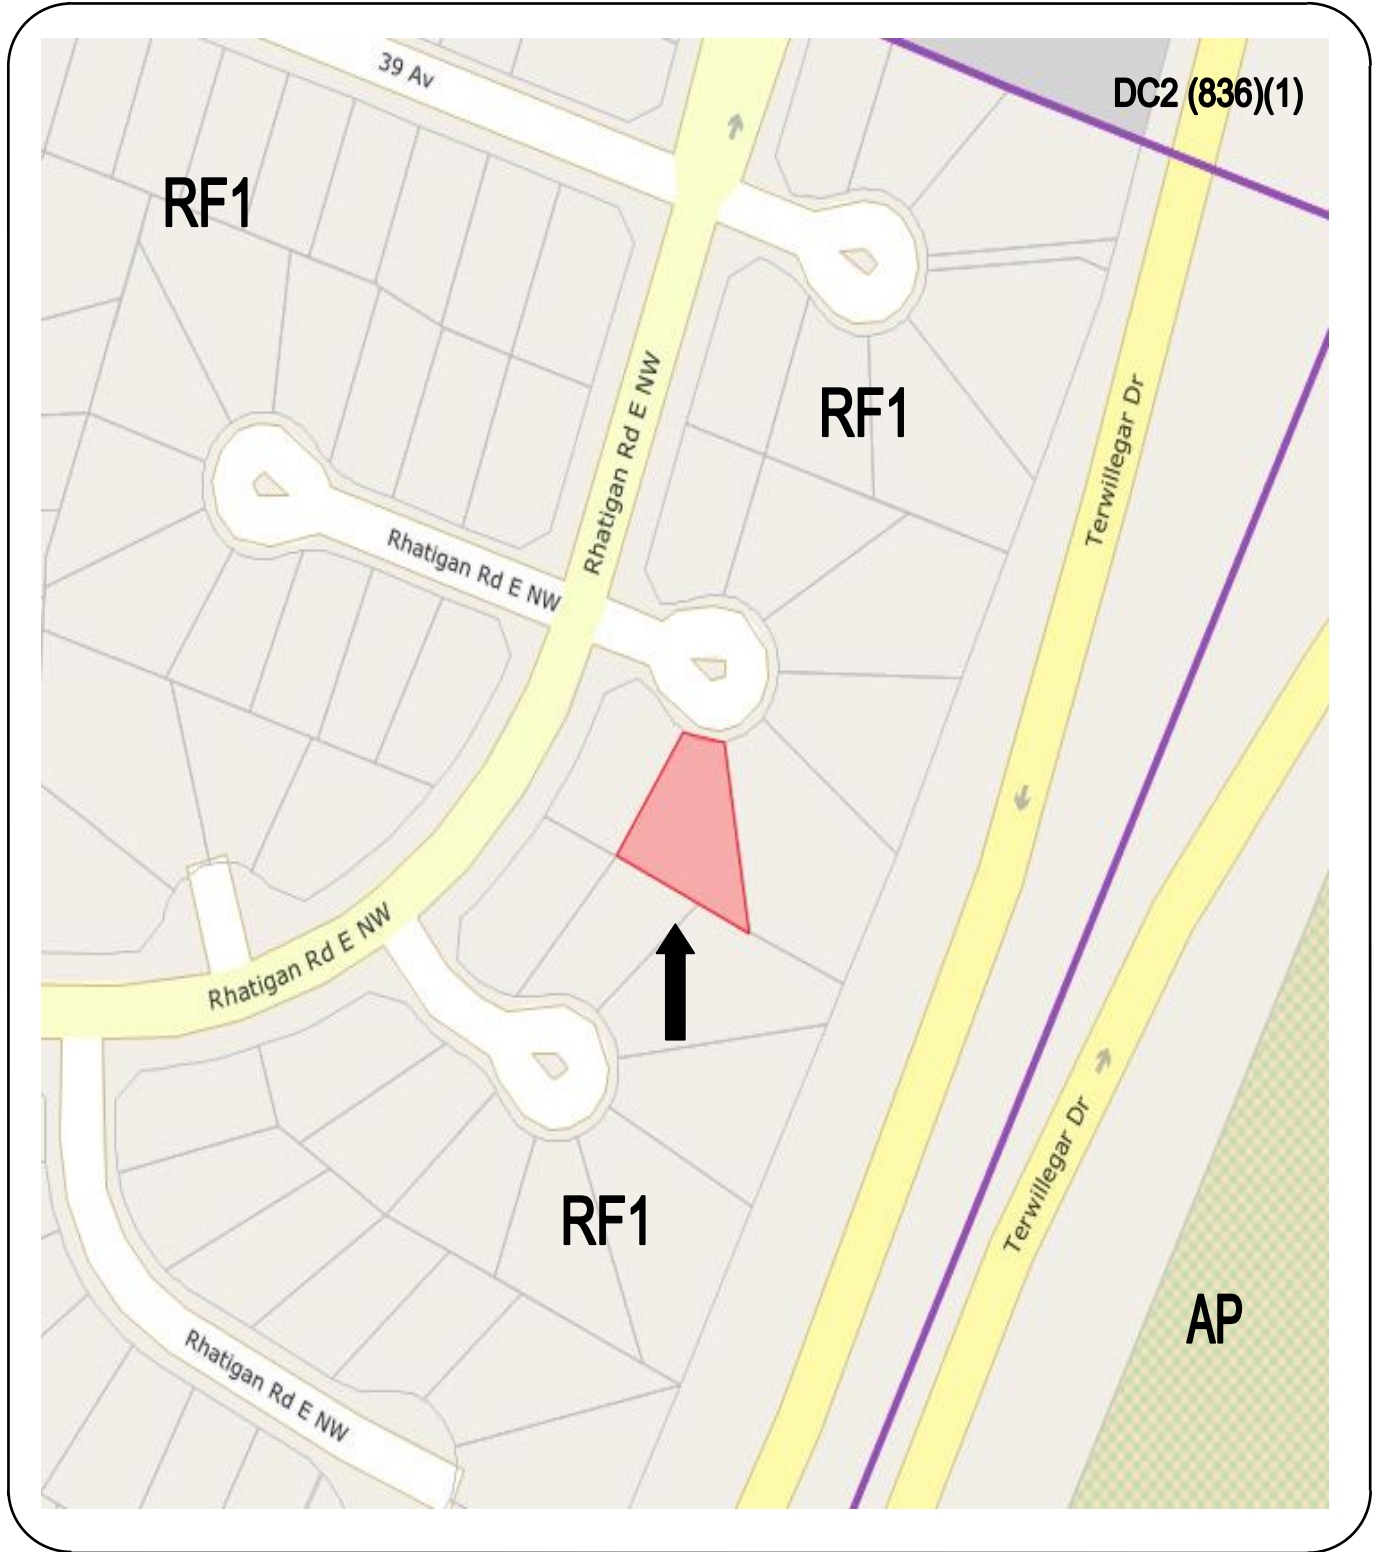 39 Av
DC2 (836)(1)
RF1
Rhatigan Rd E NW
RF1
Terwillegar Dr
Rhatigan Rd E NW
Rhatigan Rd E NW
Terwillegar Dr
RF1
AP
Rhatigan Rd E NW